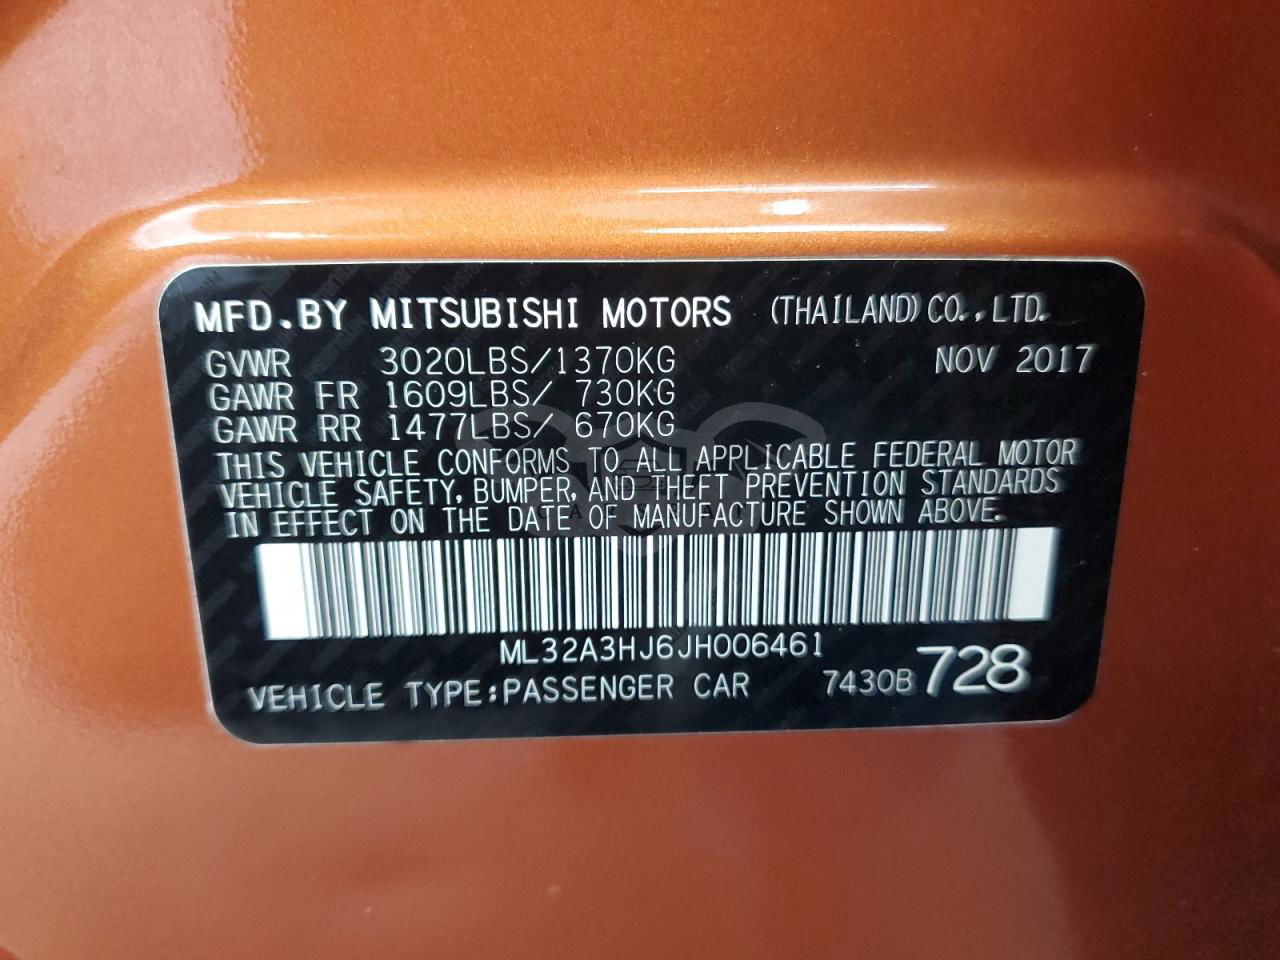 MFD.BY MITSUBISHI MOTORS (THAILAND) CO., LTD.
GVWR 3020LBS/1370KG NOV 2017
GAWR FR 1609LBS/ 730KG
GAWR RR 1477LBS/ 670KG
THIS VEHICLE CONFORMS TO ALL APPLICABLE FEDERAL MOTOR
VEHICLE SAFETY, BUMPER, AND THEFT PREVENTION STANDARDS
IN EFFECT ON THE DATE OF MANUFACTURE SHOWN ABOVE.
ML32A3HJ6JH006461
VEHICLE TYPE:PASSENGER CAR 7430B 728